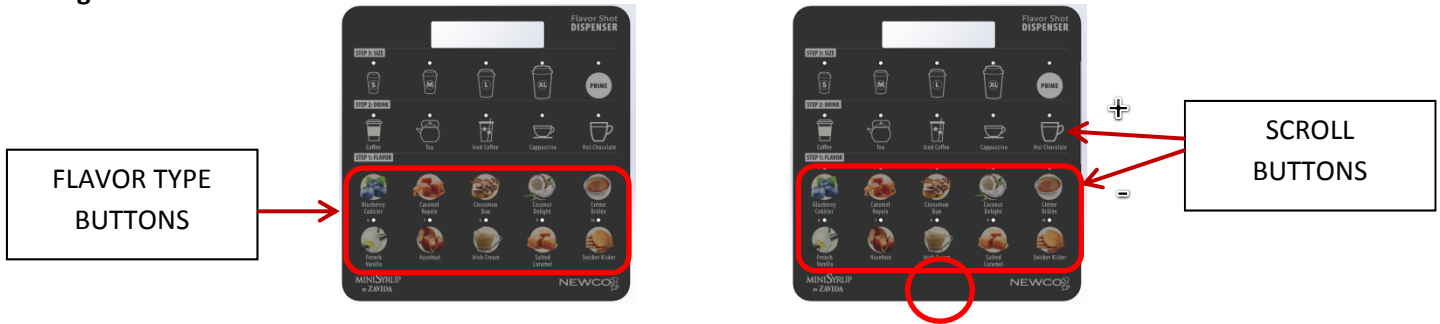 Flavor Shot
DISPENSER
STEP 3: SIZE
S M L XL PRIME
STEP 2: DRINK
Coffee Tea Iced Coffee Cappuccino Hot Chocolate
STEP 1: FLAVOR
Blueberry Cobbler Caramel Royale Cinnamon Bun Coconut Delight Crème Brûlée
French Vanilla Hazelnut Irish Cream Salted Caramel Snicker Kicker
MINISYRUP
BY ZAVIDA
NEWCO
FLAVOR TYPE
BUTTONS
Flavor Shot
DISPENSER
STEP 3: SIZE
S M L XL PRIME
STEP 2: DRINK
Coffee Tea Iced Coffee Cappuccino Hot Chocolate
STEP 1: FLAVOR
Blueberry Cobbler Caramel Royale Cinnamon Bun Coconut Delight Crème Brûlée
French Vanilla Hazelnut Irish Cream Salted Caramel Snicker Kicker
MINISYRUP
BY ZAVIDA
NEWCO
+
-
SCROLL
BUTTONS